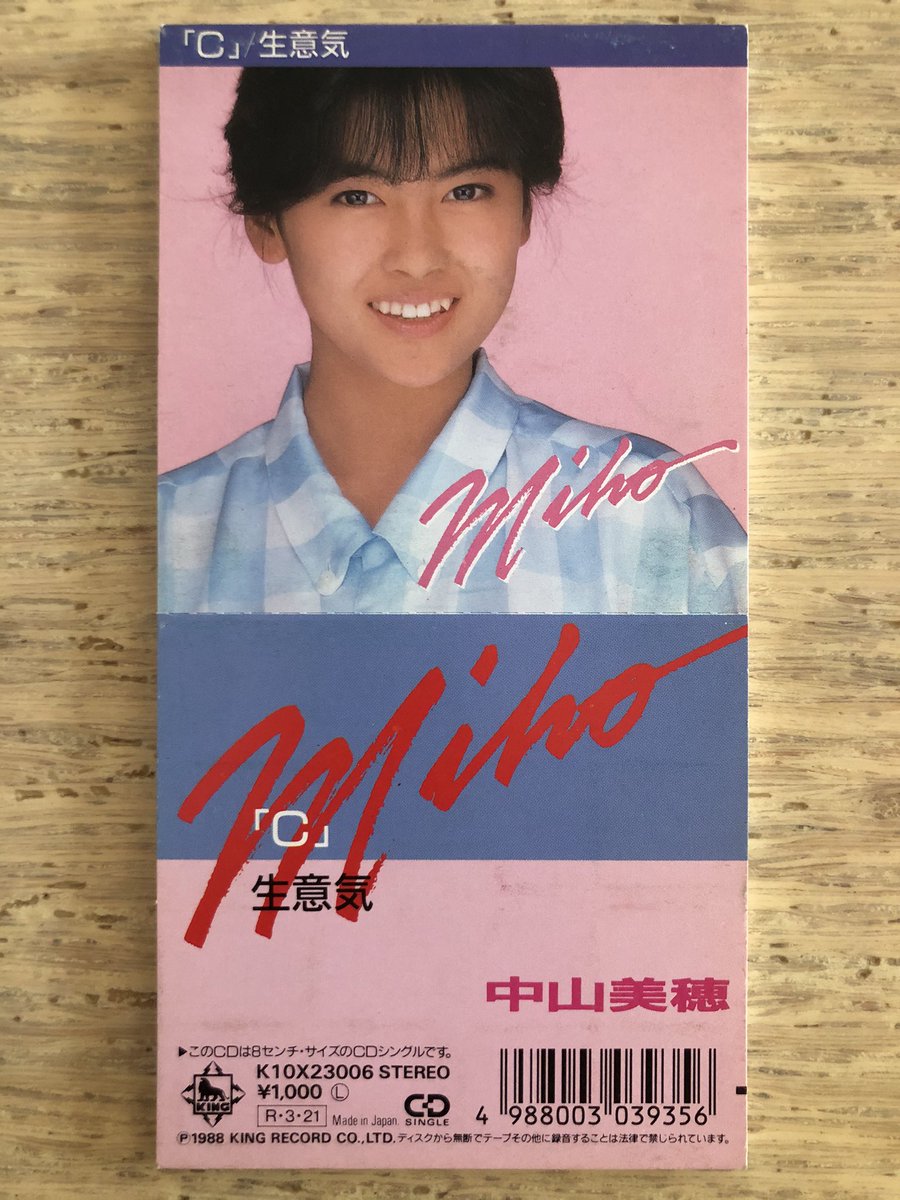 「C」/生意気
Miho
Miho
「C」
生意気
中山美穂
▶このCDは8センチ・サイズのCDシングルです。
K10X23006 STEREO
¥1,000 Ⓛ
R・3・21 Made in Japan. CD SINGLE
KING
4 988003 039356
Ⓟ1988 KING RECORD CO.,LTD. ディスクから無断でテープその他に録音することは法律で禁じられています。